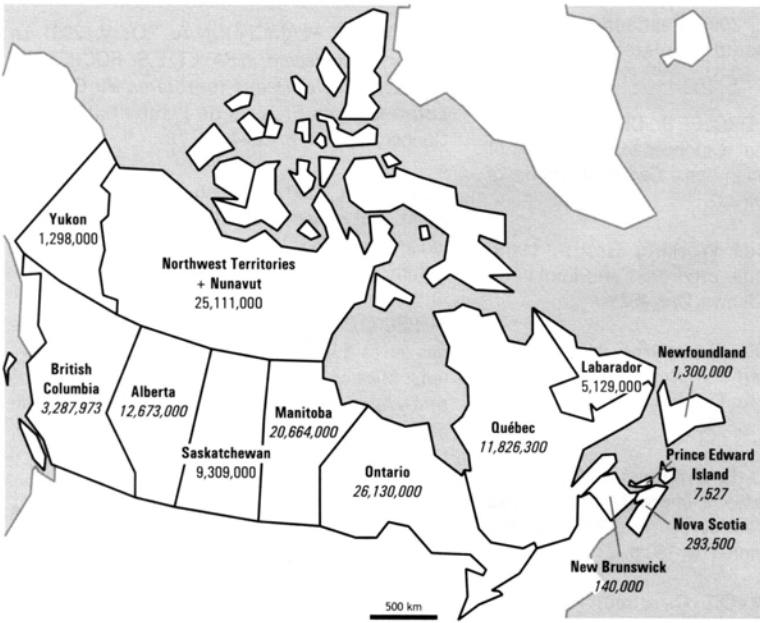 Yukon
1,298,000
Northwest Territories
+ Nunavut
25,111,000
British
Columbia
3,287,973
Alberta
12,673,000
Saskatchewan
9,309,000
Manitoba
20,664,000
Ontario
26,130,000
Québec
11,826,300
Labarador
5,129,000
Newfoundland
1,300,000
Prince Edward
Island
7,527
Nova Scotia
293,500
New Brunswick
140,000
500 km